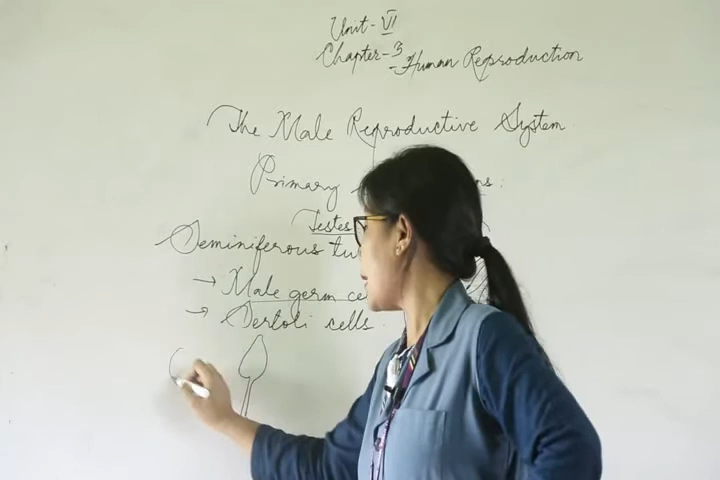 Unit-VI
Chapter-3
-Human Reproduction
The Male Reproductive System
Primary
Testes
Seminiferous
→ Male germ
→ Sertoli cells